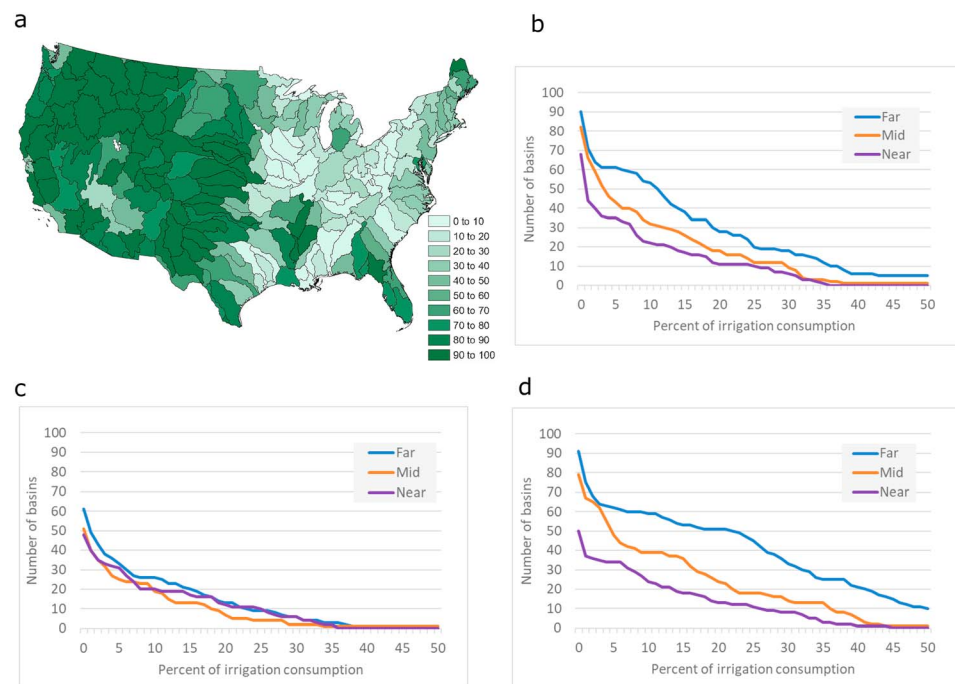 a
0 to 10
10 to 20
20 to 30
30 to 40
40 to 50
50 to 60
60 to 70
70 to 80
80 to 90
90 to 100
b
100
90
80
70
60
50
40
30
20
10
0
Number of basins
Far
Mid
Near
0 5 10 15 20 25 30 35 40 45 50
Percent of irrigation consumption
c
100
90
80
70
60
50
40
30
20
10
0
Number of basins
Far
Mid
Near
0 5 10 15 20 25 30 35 40 45 50
Percent of irrigation consumption
d
100
90
80
70
60
50
40
30
20
10
0
Number of basins
Far
Mid
Near
0 5 10 15 20 25 30 35 40 45 50
Percent of irrigation consumption